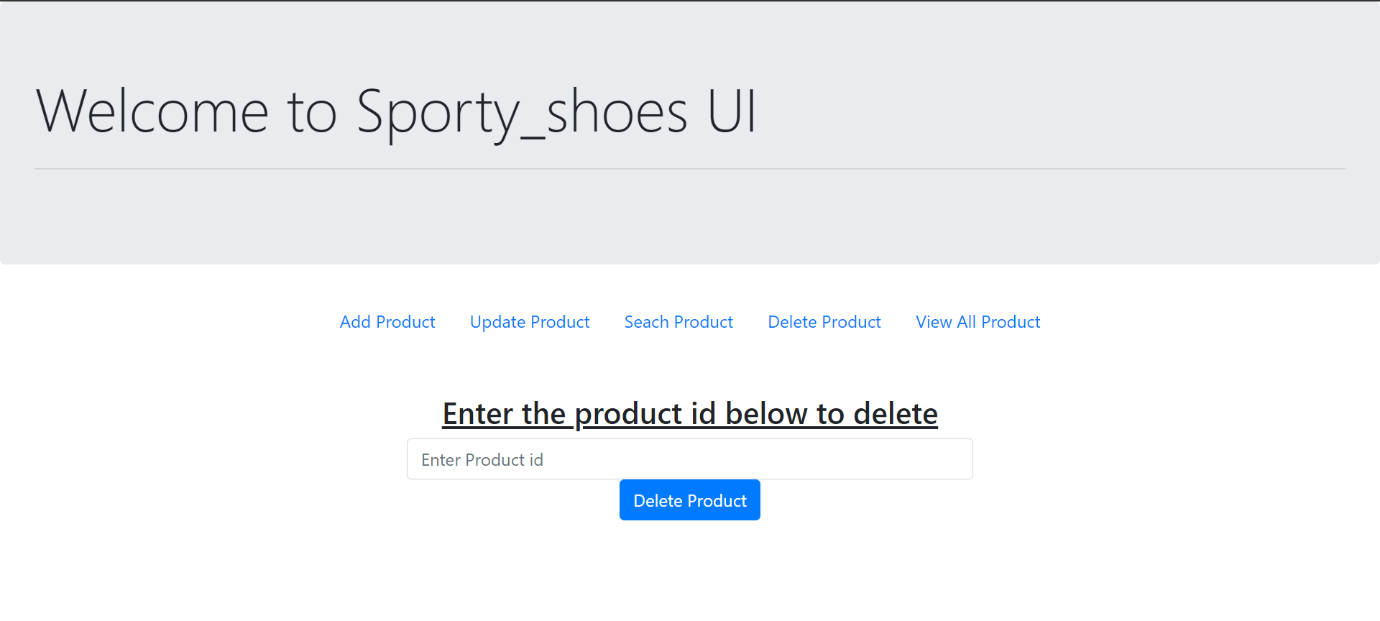 Welcome to Sporty_shoes UI
Add Product Update Product Seach Product Delete Product View All Product
Enter the product id below to delete
Enter Product id
Delete Product